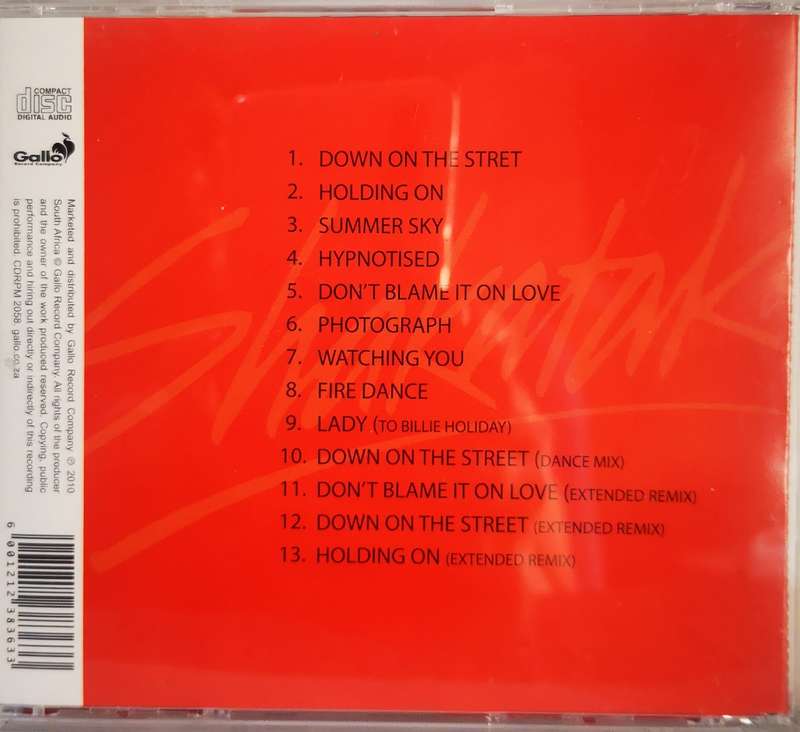 COMPACT
disc
DIGITAL AUDIO
Gallo
Record Company
Marketed and distributed by Gallo Record Company ℗ 2010
South Africa © Gallo Record Company. All rights of the producer
and the owner of the work produced reserved. Copying, public
performance and hiring out directly or indirectly of this recording
is prohibited. CDRPM 2058 gallo.co.za
6 001212 383633
Shakatak
1. DOWN ON THE STRET
2. HOLDING ON
3. SUMMER SKY
4. HYPNOTISED
5. DON'T BLAME IT ON LOVE
6. PHOTOGRAPH
7. WATCHING YOU
8. FIRE DANCE
9. LADY (TO BILLIE HOLIDAY)
10. DOWN ON THE STREET (DANCE MIX)
11. DON'T BLAME IT ON LOVE (EXTENDED REMIX)
12. DOWN ON THE STREET (EXTENDED REMIX)
13. HOLDING ON (EXTENDED REMIX)